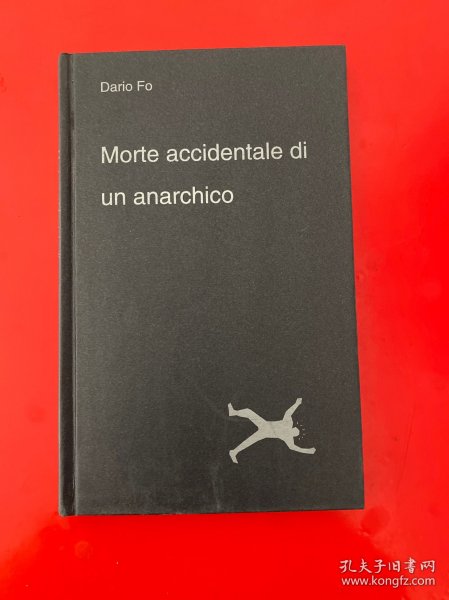 Dario Fo
Morte accidentale di
un anarchico
孔夫子旧书网
www.kongfz.com